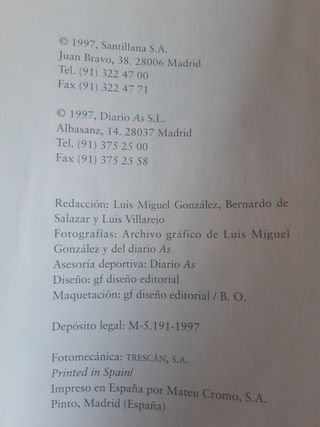 © 1997, Santillana S.A.
Juan Bravo, 38. 28006 Madrid
Tel. (91) 322 47 00
Fax (91) 322 47 71
© 1997, Diario As S.L.
Albasanz, 14. 28037 Madrid
Tel. (91) 375 25 00
Fax (91) 375 25 58
Redacción: Luis Miguel González, Bernardo de
Salazar y Luis Villarejo
Fotografías: Archivo gráfico de Luis Miguel
González y del diario As
Asesoría deportiva: Diario As
Diseño: gf diseño editorial
Maquetación: gf diseño editorial / B. O.
Depósito legal: M-5.191-1997
Fotomecánica: TRESCÁN, S.A.
Printed in Spain/
Impreso en España por Mateu Cromo, S.A.
Pinto, Madrid (España)